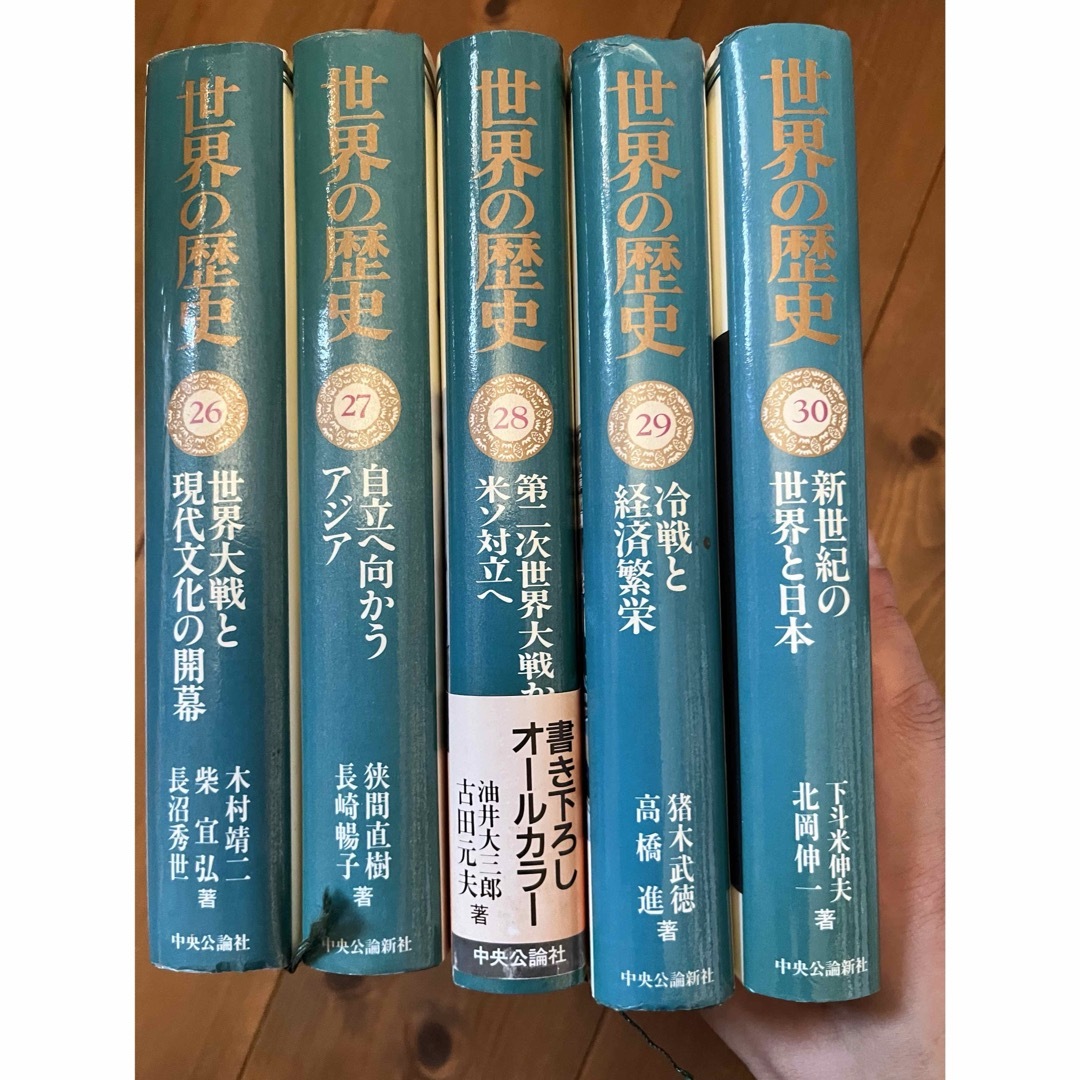 世界の歴史
26
世界大戦と
現代文化の開幕
木村靖二
柴宜弘
長沼秀世
著
中央公論社
世界の歴史
27
自立へ向かう
アジア
狭間直樹
長崎暢子
著
中央公論新社
世界の歴史
28
第二次世界大戦か
米ソ対立へ
書き下ろし
オールカラー
油井大三郎
古田元夫
著
中央公論社
世界の歴史
29
冷戦と
経済繁栄
猪木武徳
高橋進
著
中央公論新社
世界の歴史
30
新世紀の
世界と日本
下斗米伸夫
北岡伸一
著
中央公論新社